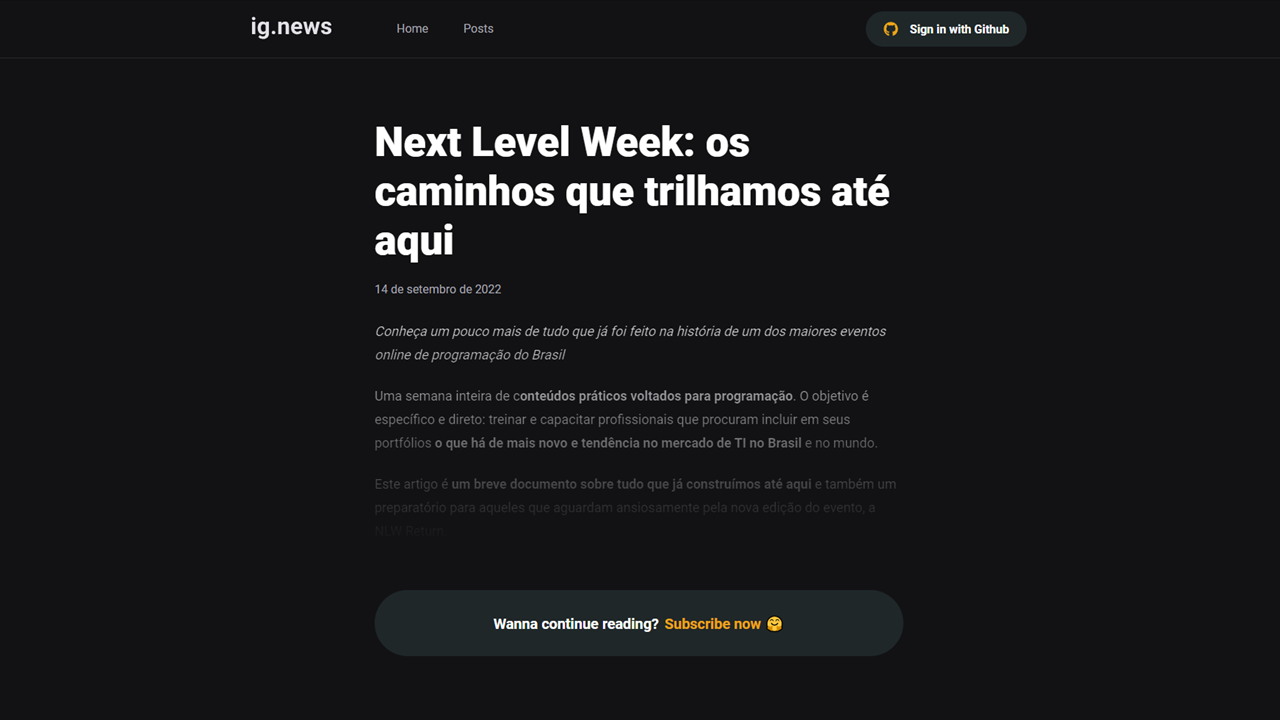 ig.news
Home
Posts
Sign in with Github
Next Level Week: os
caminhos que trilhamos até
aqui
14 de setembro de 2022
Conheça um pouco mais de tudo que já foi feito na história de um dos maiores eventos
online de programação do Brasil
Uma semana inteira de conteúdos práticos voltados para programação. O objetivo é
específico e direto: treinar e capacitar profissionais que procuram incluir em seus
portfólios o que há de mais novo e tendência no mercado de TI no Brasil e no mundo.
Este artigo é um breve documento sobre tudo que já construímos até aqui e também um
preparatório para aqueles que aguardam ansiosamente pela nova edição do evento, a
NLW Return.
Wanna continue reading? Subscribe now 🤗